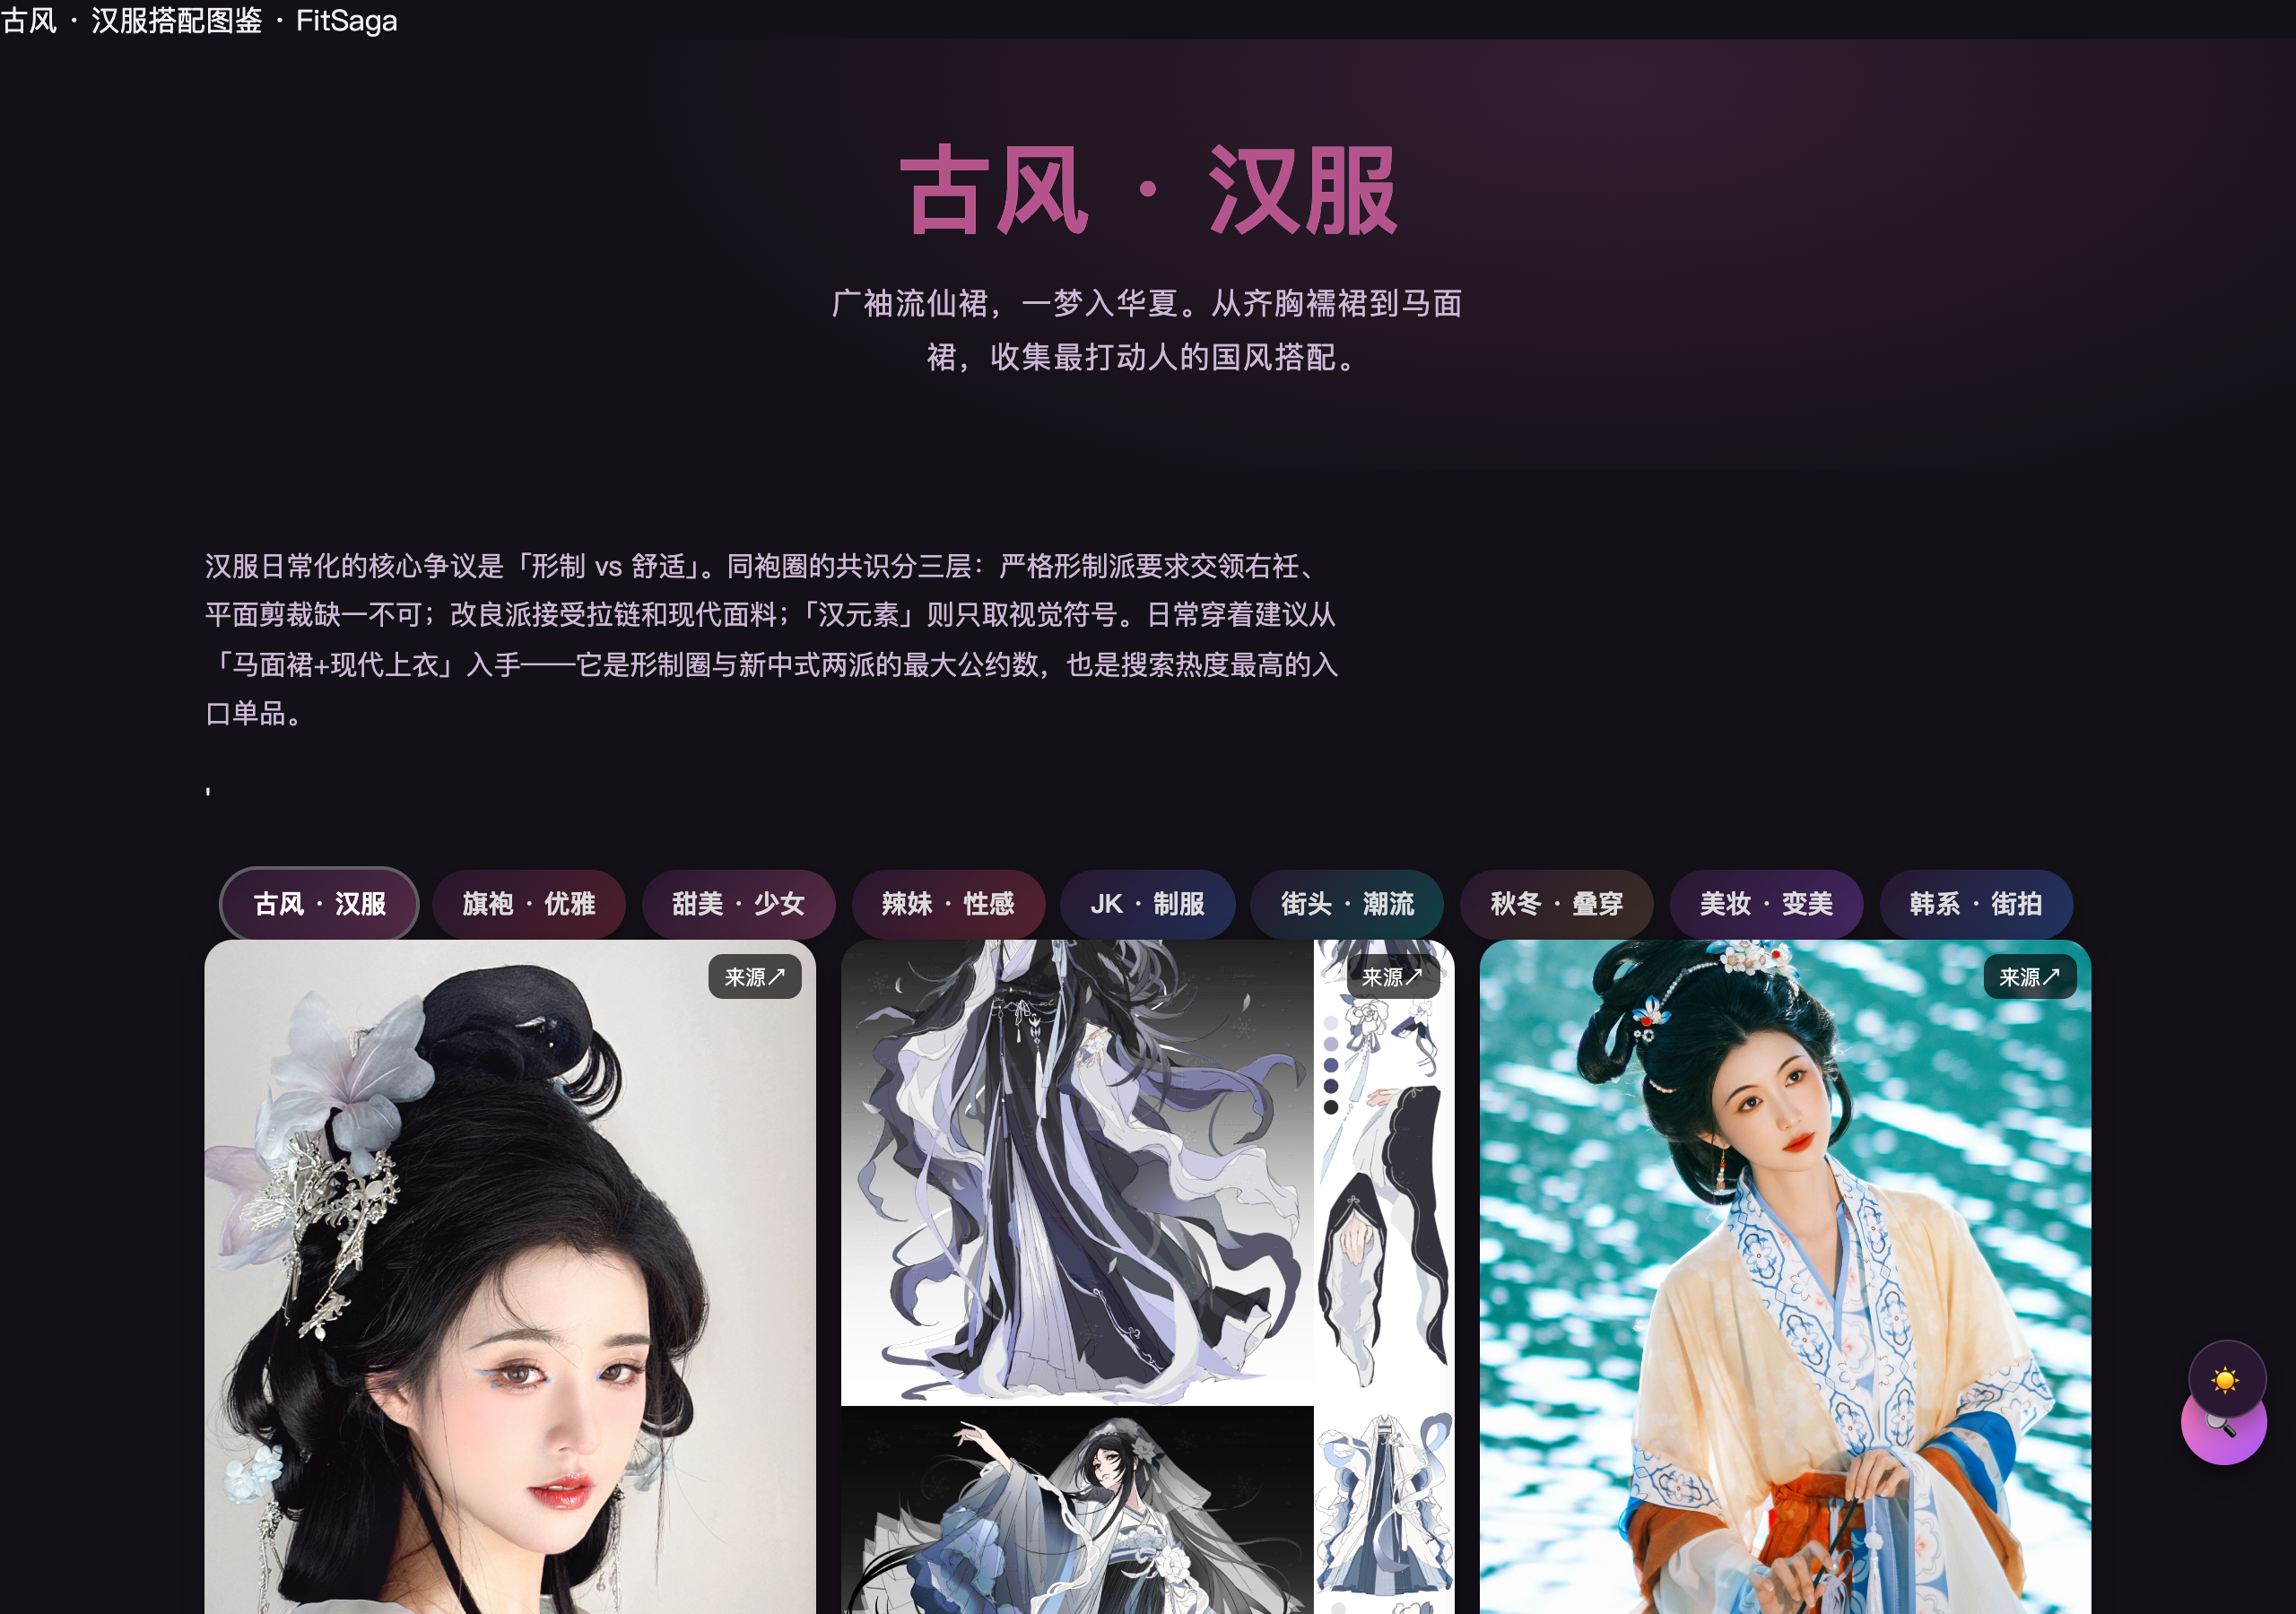 古风 · 汉服搭配图鉴 · FitSaga
古风 · 汉服
广袖流仙裙，一梦入华夏。从齐胸襦裙到马面
裙，收集最打动人的国风搭配。
汉服日常化的核心争议是「形制 vs 舒适」。同袍圈的共识分三层：严格形制派要求交领右衽、
平面剪裁缺一不可；改良派接受拉链和现代面料；「汉元素」则只取视觉符号。日常穿着建议从
「马面裙+现代上衣」入手——它是形制圈与新中式两派的最大公约数，也是搜索热度最高的入
口单品。
'
古风 · 汉服
旗袍 · 优雅
甜美 · 少女
辣妹 · 性感
JK · 制服
街头 · 潮流
秋冬 · 叠穿
美妆 · 变美
韩系 · 街拍
来源↗
来源↗
来源↗